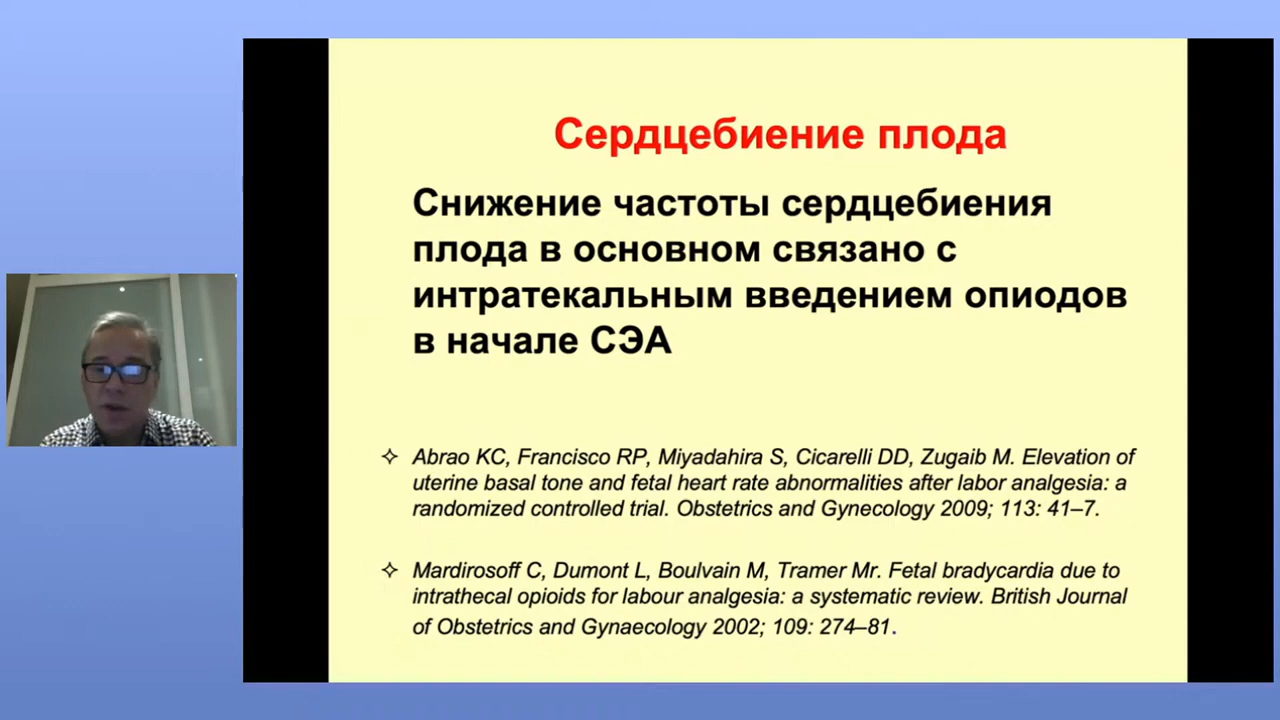 Сердцебиение плода
Снижение частоты сердцебиения
плода в основном связано с
интратекальным введением опиодов
в начале СЭА
Abrao KC, Francisco RP, Miyadahira S, Cicarelli DD, Zugaib M. Elevation of
uterine basal tone and fetal heart rate abnormalities after labor analgesia: a
randomized controlled trial. Obstetrics and Gynecology 2009; 113: 41–7.
Mardirosoff C, Dumont L, Boulvain M, Tramer Mr. Fetal bradycardia due to
intrathecal opioids for labour analgesia: a systematic review. British Journal
of Obstetrics and Gynaecology 2002; 109: 274–81.